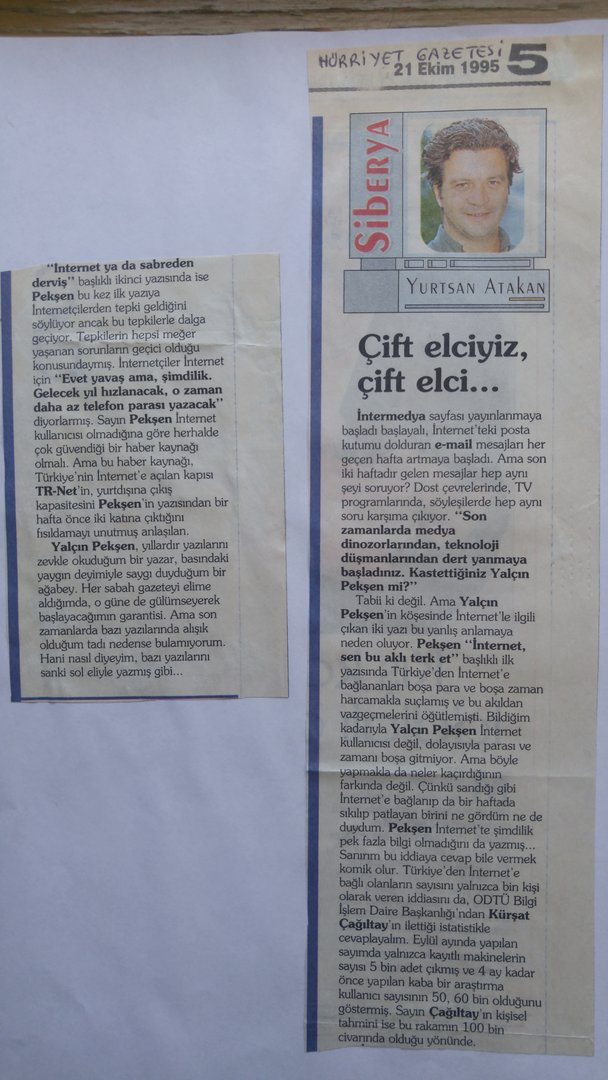 HÜRRİYET GAZETESİ
21 Ekim 1995 5
Siberya
YURTSAN ATAKAN
Çift elciyiz,
çift elci...
İntermedya sayfası yayınlanmaya
başladı başlayalı, İnternet'teki posta
kutumu dolduran e-mail mesajları her
geçen hafta artmaya başladı. Ama son
iki haftadır gelen mesajlar hep aynı
şeyi soruyor? Dost çevrelerinde, TV
programlarında, söyleşilerde hep aynı
soru karşıma çıkıyor. "Son
zamanlarda medya
dinozorlarından, teknoloji
düşmanlarından dert yanmaya
başladınız. Kastettiğiniz Yalçın
Pekşen mi?"
Tabii ki değil. Ama Yalçın
Pekşen'in köşesinde İnternet'le ilgili
çıkan iki yazı bu yanlış anlamaya
neden oluyor. Pekşen "İnternet,
sen bu aklı terk et" başlıklı ilk
yazısında Türkiye'den İnternet'e
bağlananları boşa para ve boşa zaman
harcamakla suçlamış ve bu akıldan
vazgeçmelerini öğütlemişti. Bildiğim
kadarıyla Yalçın Pekşen İnternet
kullanıcısı değil, dolayısıyla parası ve
zamanı boşa gitmiyor. Ama böyle
yapmakla da neler kaçırdığının
farkında değil. Çünkü sandığı gibi
İnternet'e bağlanıp da bir haftada
sıkılıp patlayan birini ne gördüm ne de
duydum. Pekşen İnternet'te şimdilik
pek fazla bilgi olmadığını da yazmış...
Sanırım bu iddiaya cevap bile vermek
komik olur. Türkiye'den İnternet'e
bağlı olanların sayısını yalnızca bin kişi
olarak veren iddiasını da, ODTÜ Bilgi
İşlem Daire Başkanlığı'ndan Kürşat
Çağıltay'ın ilettiği istatistikle
cevaplayalım. Eylül ayında yapılan
sayımda yalnızca kayıtlı makinelerin
sayısı 5 bin adet çıkmış ve 4 ay kadar
önce yapılan kaba bir araştırma
kullanıcı sayısının 50, 60 bin olduğunu
göstermiş. Sayın Çağıltay'ın kişisel
tahmini ise bu rakamın 100 bin
civarında olduğu yönünde.
"İnternet ya da sabreden
derviş" başlıklı ikinci yazısında ise
Pekşen bu kez ilk yazıya
İnternetçilerden tepki geldiğini
söylüyor ancak bu tepkilerle dalga
geçiyor. Tepkilerin hepsi meğer
yaşanan sorunların geçici olduğu
konusundaymış. İnternetçiler İnternet
için "Evet yavaş ama, şimdilik.
Gelecek yıl hızlanacak, o zaman
daha az telefon parası yazacak"
diyorlarmış. Sayın Pekşen İnternet
kullanıcısı olmadığına göre herhalde
çok güvendiği bir haber kaynağı
olmalı. Ama bu haber kaynağı,
Türkiye'nin İnternet'e açılan kapısı
TR-Net'in, yurtdışına çıkış
kapasitesini Pekşen'in yazısından bir
hafta önce iki katına çıktığını
fısıldamayı unutmuş anlaşılan.
Yalçın Pekşen, yıllardır yazılarını
zevkle okuduğum bir yazar, basındaki
yaygın deyimiyle saygı duyduğum bir
ağabey. Her sabah gazeteyi elime
aldığımda, o güne de gülümseyerek
başlayacağımın garantisi. Ama son
zamanlarda bazı yazılarında alışık
olduğum tadı nedense bulamıyorum.
Hani nasıl diyeyim, bazı yazılarını
sanki sol eliyle yazmış gibi...